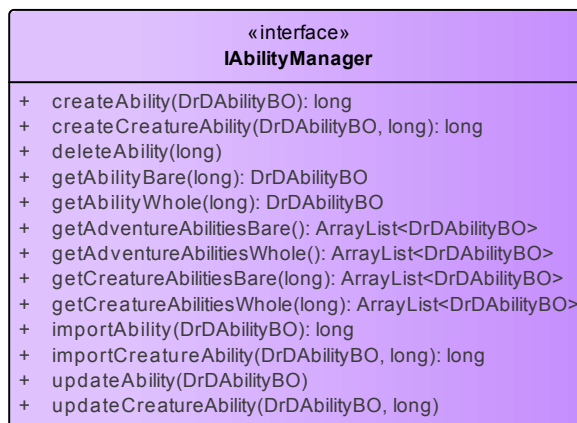 «interface»
IAbilityManager
+ createAbility(DrDAbilityBO): long
+ createCreatureAbility(DrDAbilityBO, long): long
+ deleteAbility(long)
+ getAbilityBare(long): DrDAbilityBO
+ getAbilityWhole(long): DrDAbilityBO
+ getAdventureAbilitiesBare(): ArrayList<DrDAbilityBO>
+ getAdventureAbilitiesWhole(): ArrayList<DrDAbilityBO>
+ getCreatureAbilitiesBare(long): ArrayList<DrDAbilityBO>
+ getCreatureAbilitiesWhole(long): ArrayList<DrDAbilityBO>
+ importAbility(DrDAbilityBO): long
+ importCreatureAbility(DrDAbilityBO, long): long
+ updateAbility(DrDAbilityBO)
+ updateCreatureAbility(DrDAbilityBO, long)